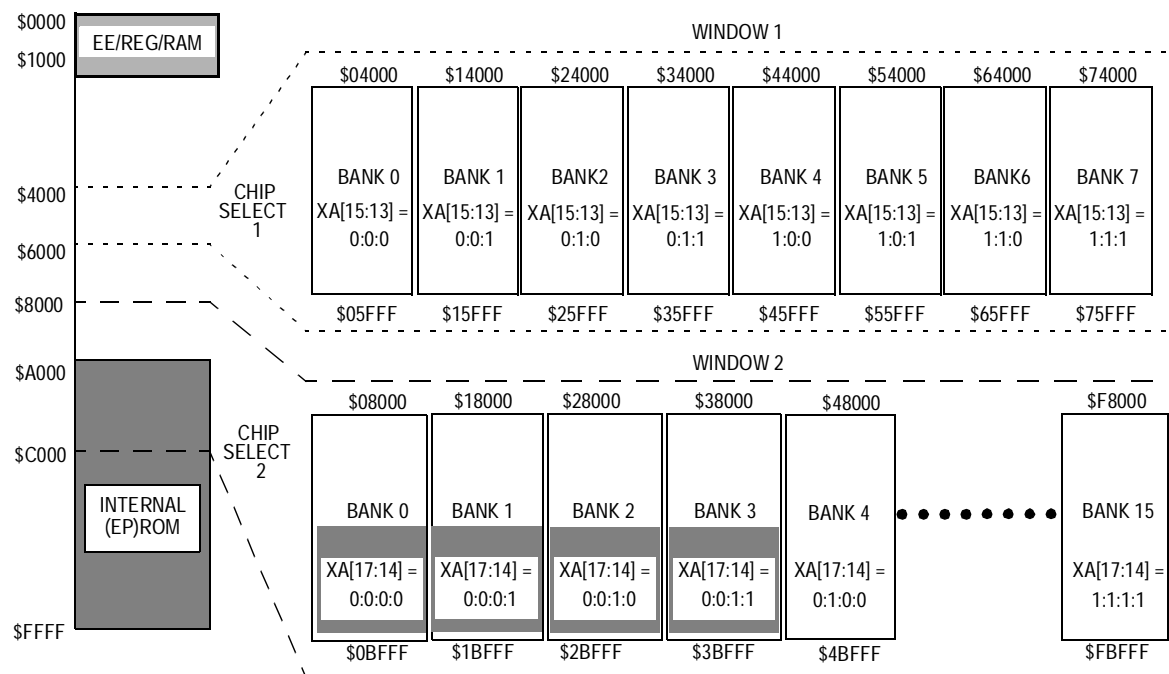 $0000
EE/REG/RAM
$1000
$4000
CHIP
SELECT
1
$6000
$8000
$A000
$C000
CHIP
SELECT
2
INTERNAL
(EP)ROM
$FFFF
WINDOW 1
$04000 $14000 $24000 $34000 $44000 $54000 $64000 $74000
BANK 0 BANK 1 BANK2 BANK 3 BANK 4 BANK 5 BANK6 BANK 7
XA[15:13] = XA[15:13] = XA[15:13] = XA[15:13] = XA[15:13] = XA[15:13] = XA[15:13] = XA[15:13] =
0:0:0 0:0:1 0:1:0 0:1:1 1:0:0 1:0:1 1:1:0 1:1:1
$05FFF $15FFF $25FFF $35FFF $45FFF $55FFF $65FFF $75FFF
WINDOW 2
$08000 $18000 $28000 $38000 $48000 $F8000
BANK 0 BANK 1 BANK 2 BANK 3 BANK 4 BANK 15
XA[17:14] = XA[17:14] = XA[17:14] = XA[17:14] = XA[17:14] = XA[17:14] =
0:0:0:0 0:0:0:1 0:0:1:0 0:0:1:1 0:1:0:0 1:1:1:1
$0BFFF $1BFFF $2BFFF $3BFFF $4BFFF $FBFFF